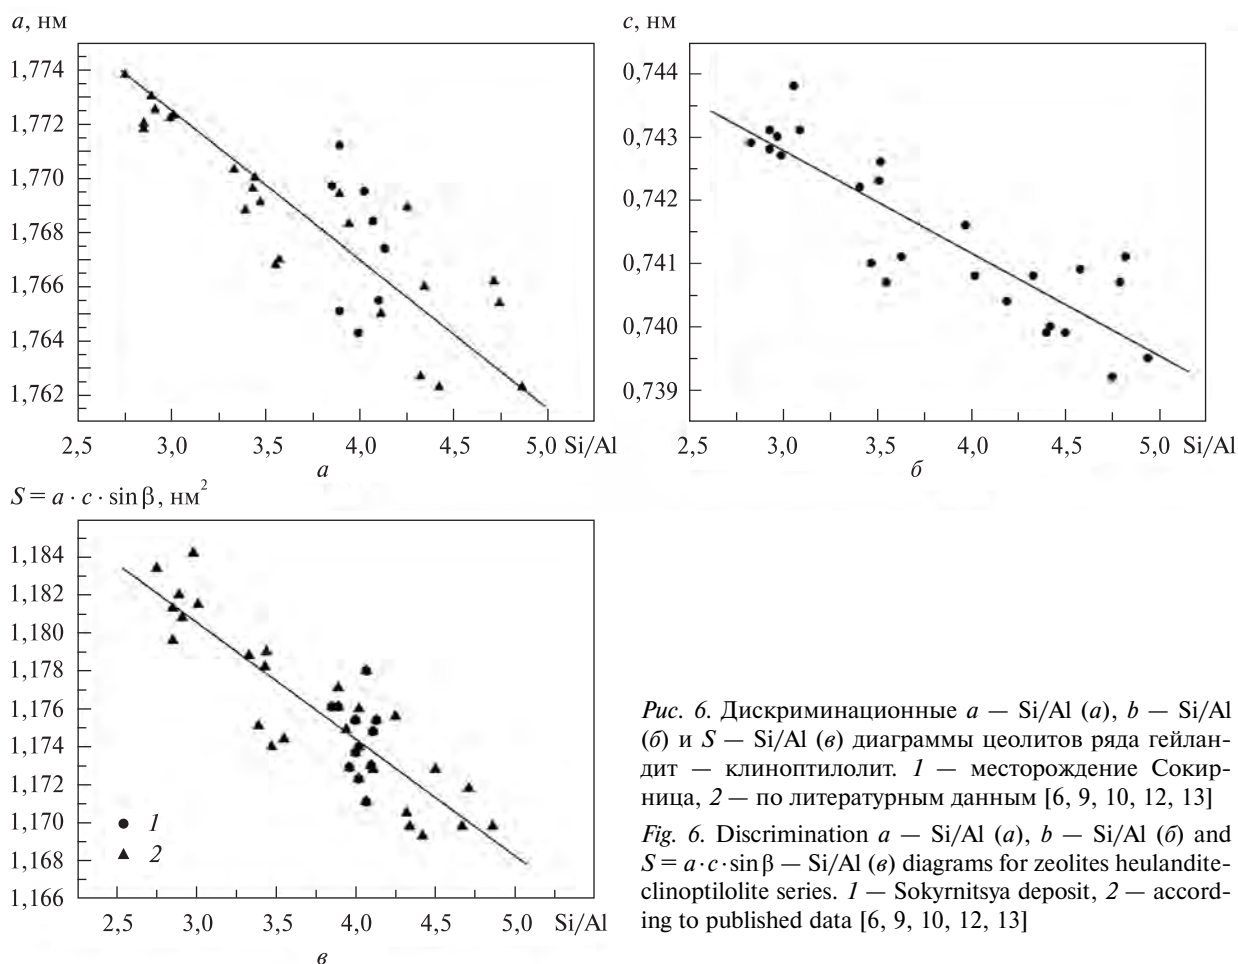 a, нм
1,774
1,772
1,770
1,768
1,766
1,764
1,762
2,5 3,0 3,5 4,0 4,5 5,0 Si/Al
а
c, нм
0,744
0,743
0,742
0,741
0,740
0,739
2,5 3,0 3,5 4,0 4,5 5,0 Si/Al
б
S = a · c · sin β, нм²
1,184
1,182
1,180
1,178
1,176
1,174
1,172
1,170
1,168
1,166
1
2
2,5 3,0 3,5 4,0 4,5 5,0 Si/Al
в
Рис. 6. Дискриминационные a — Si/Al (а), b — Si/Al
(б) и S — Si/Al (в) диаграммы цеолитов ряда гейлан-
дит — клиноптилолит. 1 — месторождение Сокир-
ница, 2 — по литературным данным [6, 9, 10, 12, 13]
Fig. 6. Discrimination a — Si/Al (а), b — Si/Al (б) and
S = a·c·sin β — Si/Al (в) diagrams for zeolites heulandite-
clinoptilolite series. 1 — Sokyrnitsya deposit, 2 — accord-
ing to published data [6, 9, 10, 12, 13]